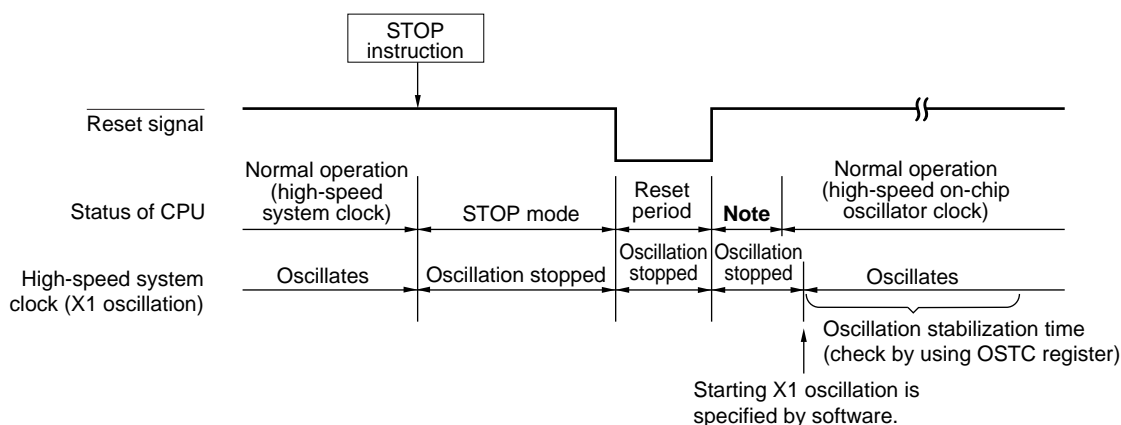 STOP
instruction
Reset signal
Status of CPU
Normal operation
(high-speed
system clock)
STOP mode
Reset
period
Note
Normal operation
(high-speed on-chip
oscillator clock)
High-speed system
clock (X1 oscillation)
Oscillates
Oscillation stopped
Oscillation
stopped
Oscillation
stopped
Oscillates
Oscillation stabilization time
(check by using OSTC register)
Starting X1 oscillation is
specified by software.